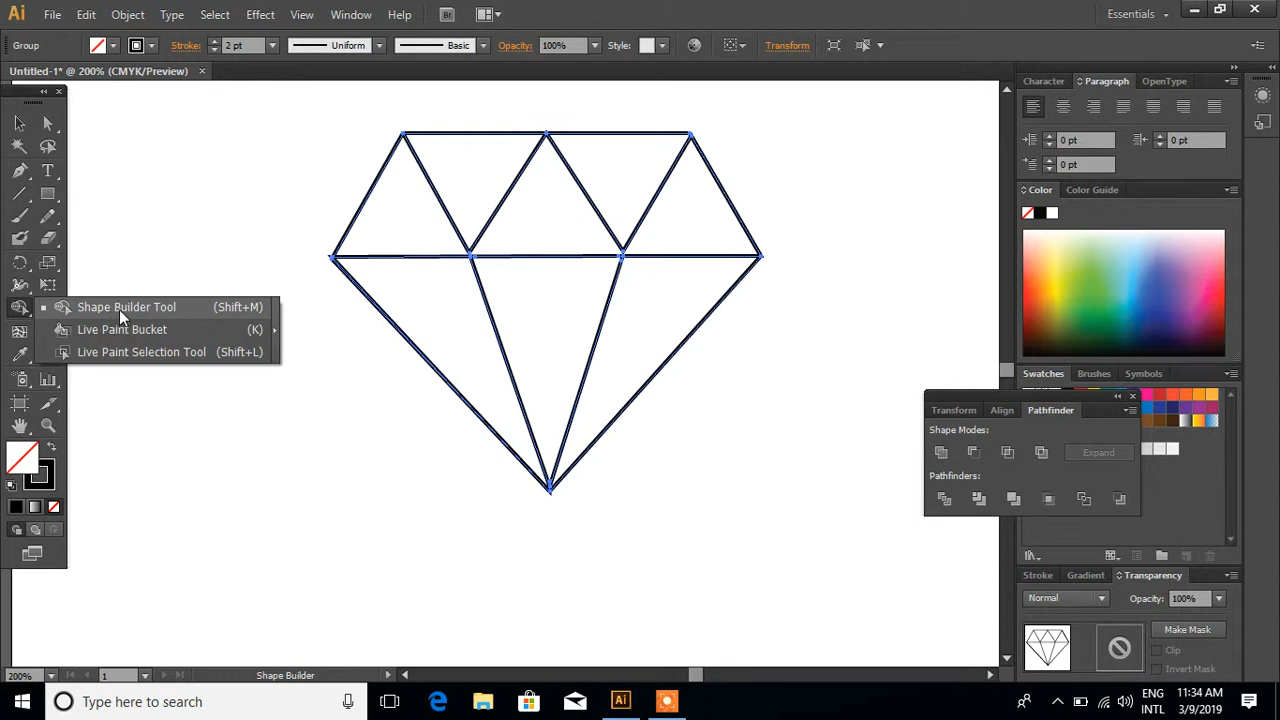 Ai File Edit Object Type Select Effect View Window Help Br Essentials
Group Stroke: 2 pt Uniform Basic Opacity: 100% Style: Transform
Untitled-1* @ 200% (CMYK/Preview)
Character Paragraph OpenType
0 pt 0 pt
0 pt
Color Color Guide
Shape Builder Tool (Shift+M)
Live Paint Bucket (K)
Live Paint Selection Tool (Shift+L)
Swatches Brushes Symbols
Transform Align Pathfinder
Shape Modes:
Expand
Pathfinders:
Stroke Gradient Transparency
Normal Opacity: 100%
Make Mask
Clip
Invert Mask
200% 1 Shape Builder
Type here to search
Ai
ENG
INTL
11:34 AM
3/9/2019